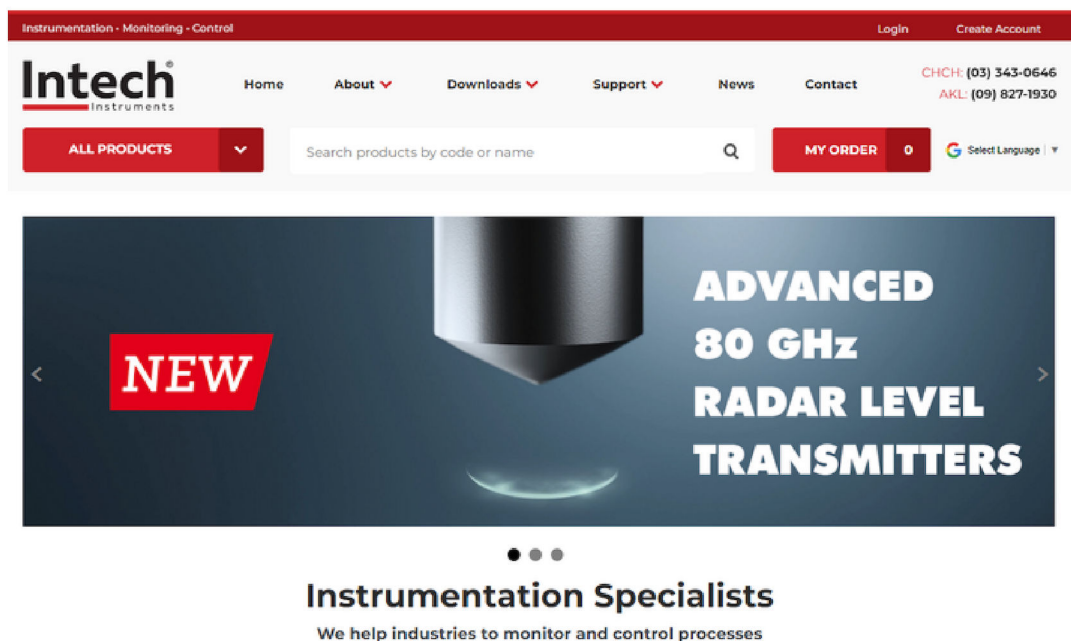 Instrumentation • Monitoring • Control
Login
Create Account
Intech®
Instruments
Home
About
Downloads
Support
News
Contact
CHCH: (03) 343-0646
AKL: (09) 827-1930
ALL PRODUCTS
Search products by code or name
MY ORDER 0
G Select Language
NEW
ADVANCED
80 GHz
RADAR LEVEL
TRANSMITTERS
Instrumentation Specialists
We help industries to monitor and control processes